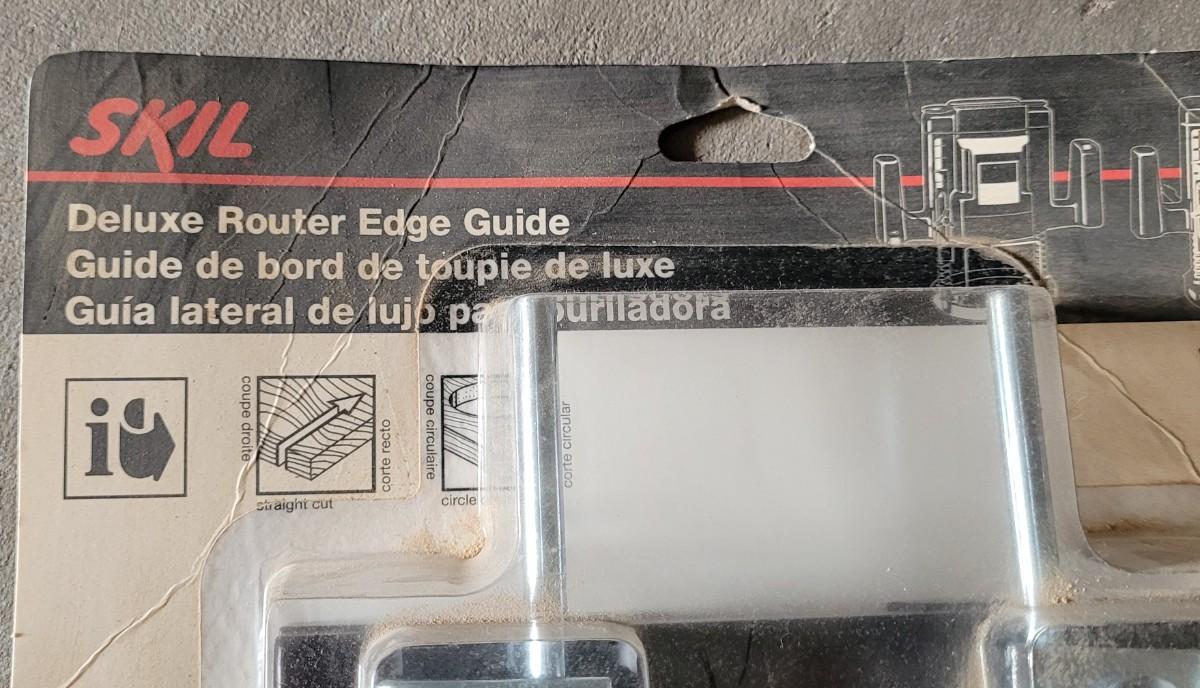 SKIL
Deluxe Router Edge Guide
Guide de bord de toupie de luxe
Guía lateral de lujo
coupe droite
corte recto
straight cut
coupe circulaire
circle
corte circular